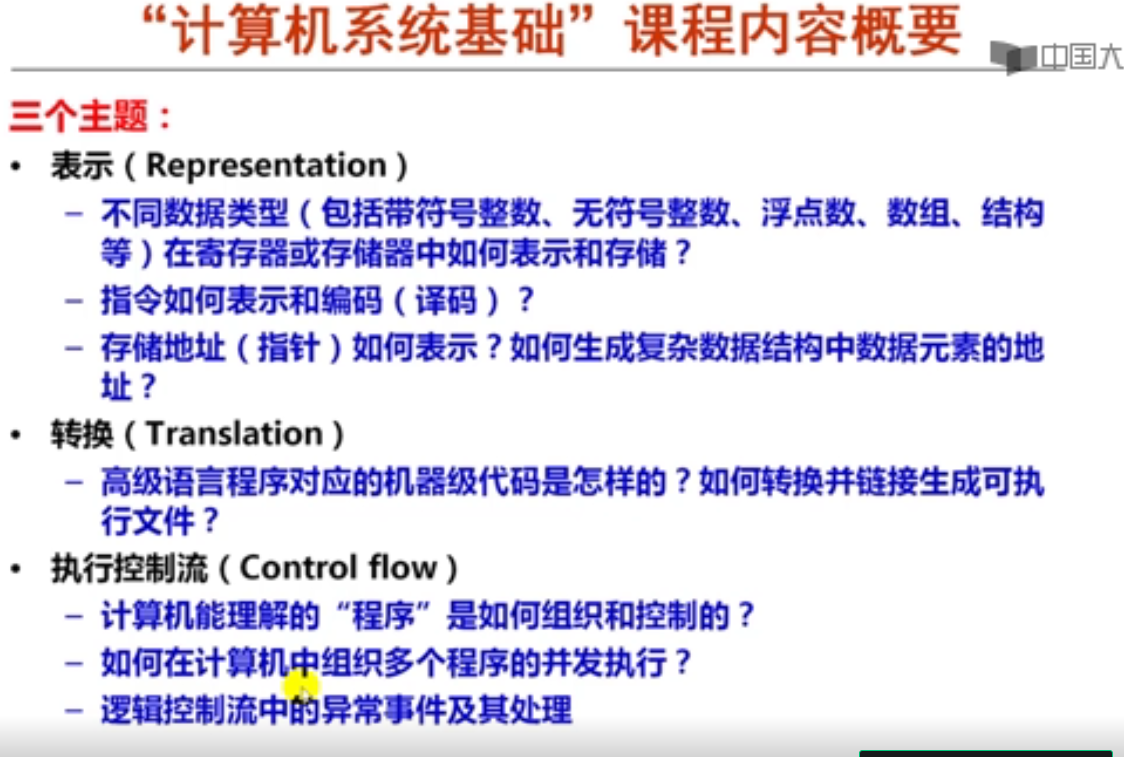 “计算机系统基础”课程内容概要
中国大
三个主题：
• 表示（Representation）
– 不同数据类型（包括带符号整数、无符号整数、浮点数、数组、结构
等）在寄存器或存储器中如何表示和存储？
– 指令如何表示和编码（译码）？
– 存储地址（指针）如何表示？如何生成复杂数据结构中数据元素的地
址？
• 转换（Translation）
– 高级语言程序对应的机器级代码是怎样的？如何转换并链接生成可执
行文件？
• 执行控制流（Control flow）
– 计算机能理解的“程序”是如何组织和控制的？
– 如何在计算机中组织多个程序的并发执行？
– 逻辑控制流中的异常事件及其处理